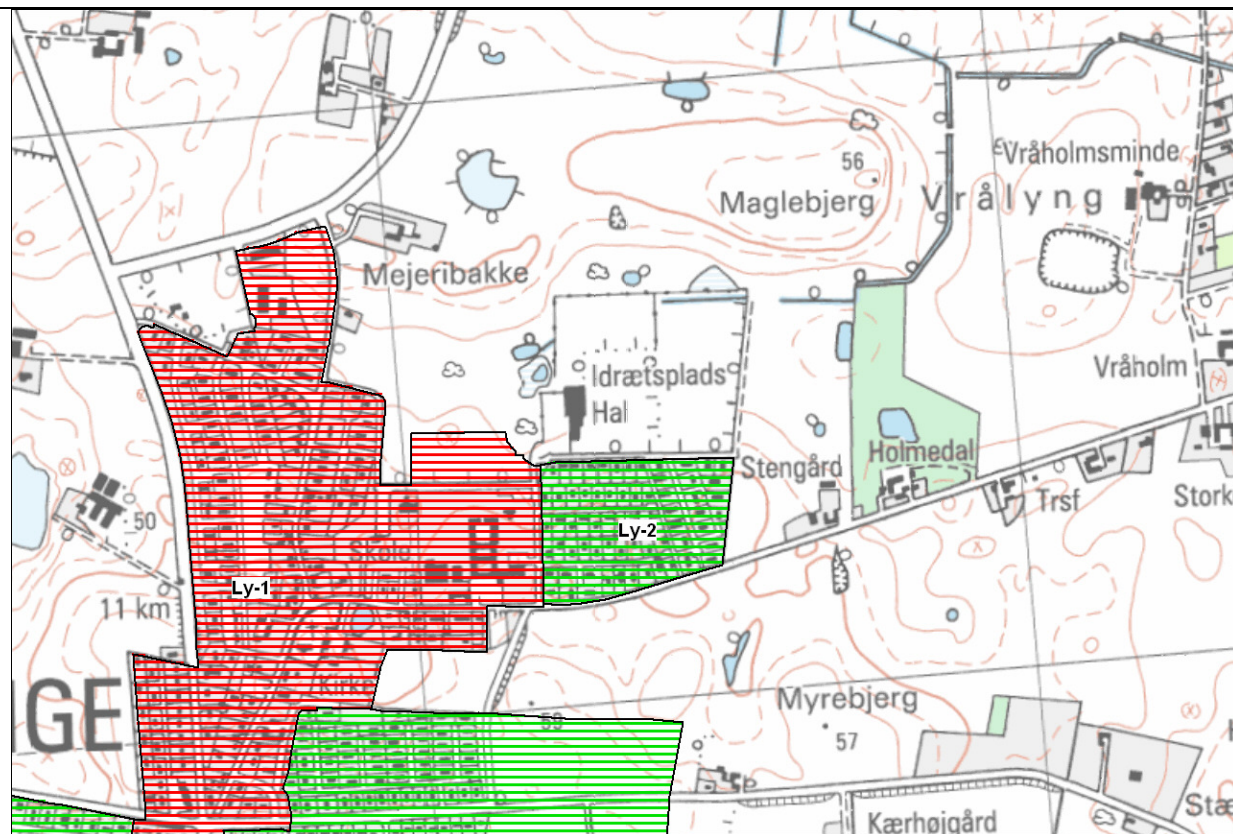 56
Vråholmsminde
Maglebjerg
Vrålyng
Mejeribakke
Idrætsplads
Hal
Vråholm
Stengård
Holmedal
Trsf
Stork
50
Skole
Ly-2
Ly-1
11 km
Kirke
IGE
59
Myrebjerg
57
Kærhøjgård
Stæ